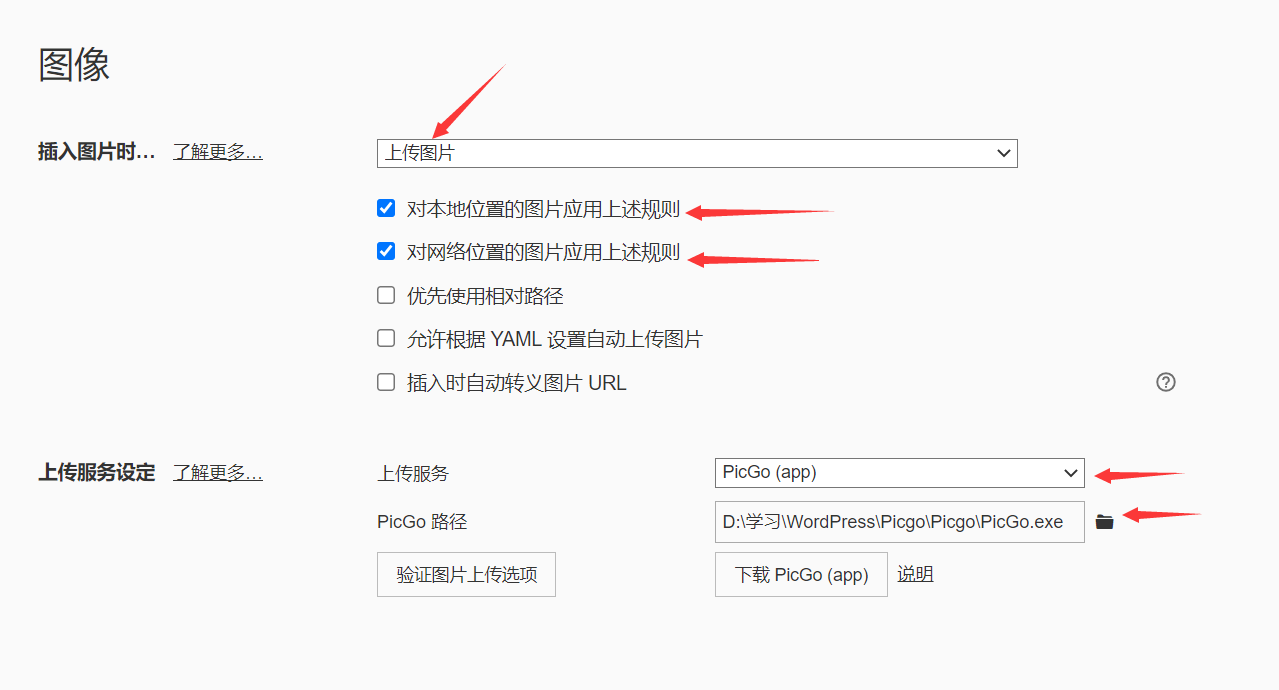 图像
插入图片时… 了解更多… 上传图片
对本地位置的图片应用上述规则
对网络位置的图片应用上述规则
优先使用相对路径
允许根据 YAML 设置自动上传图片
插入时自动转义图片 URL
上传服务设定 了解更多… 上传服务 PicGo (app)
PicGo 路径 D:\学习\WordPress\Picgo\Picgo\PicGo.exe
验证图片上传选项 下载 PicGo (app) 说明